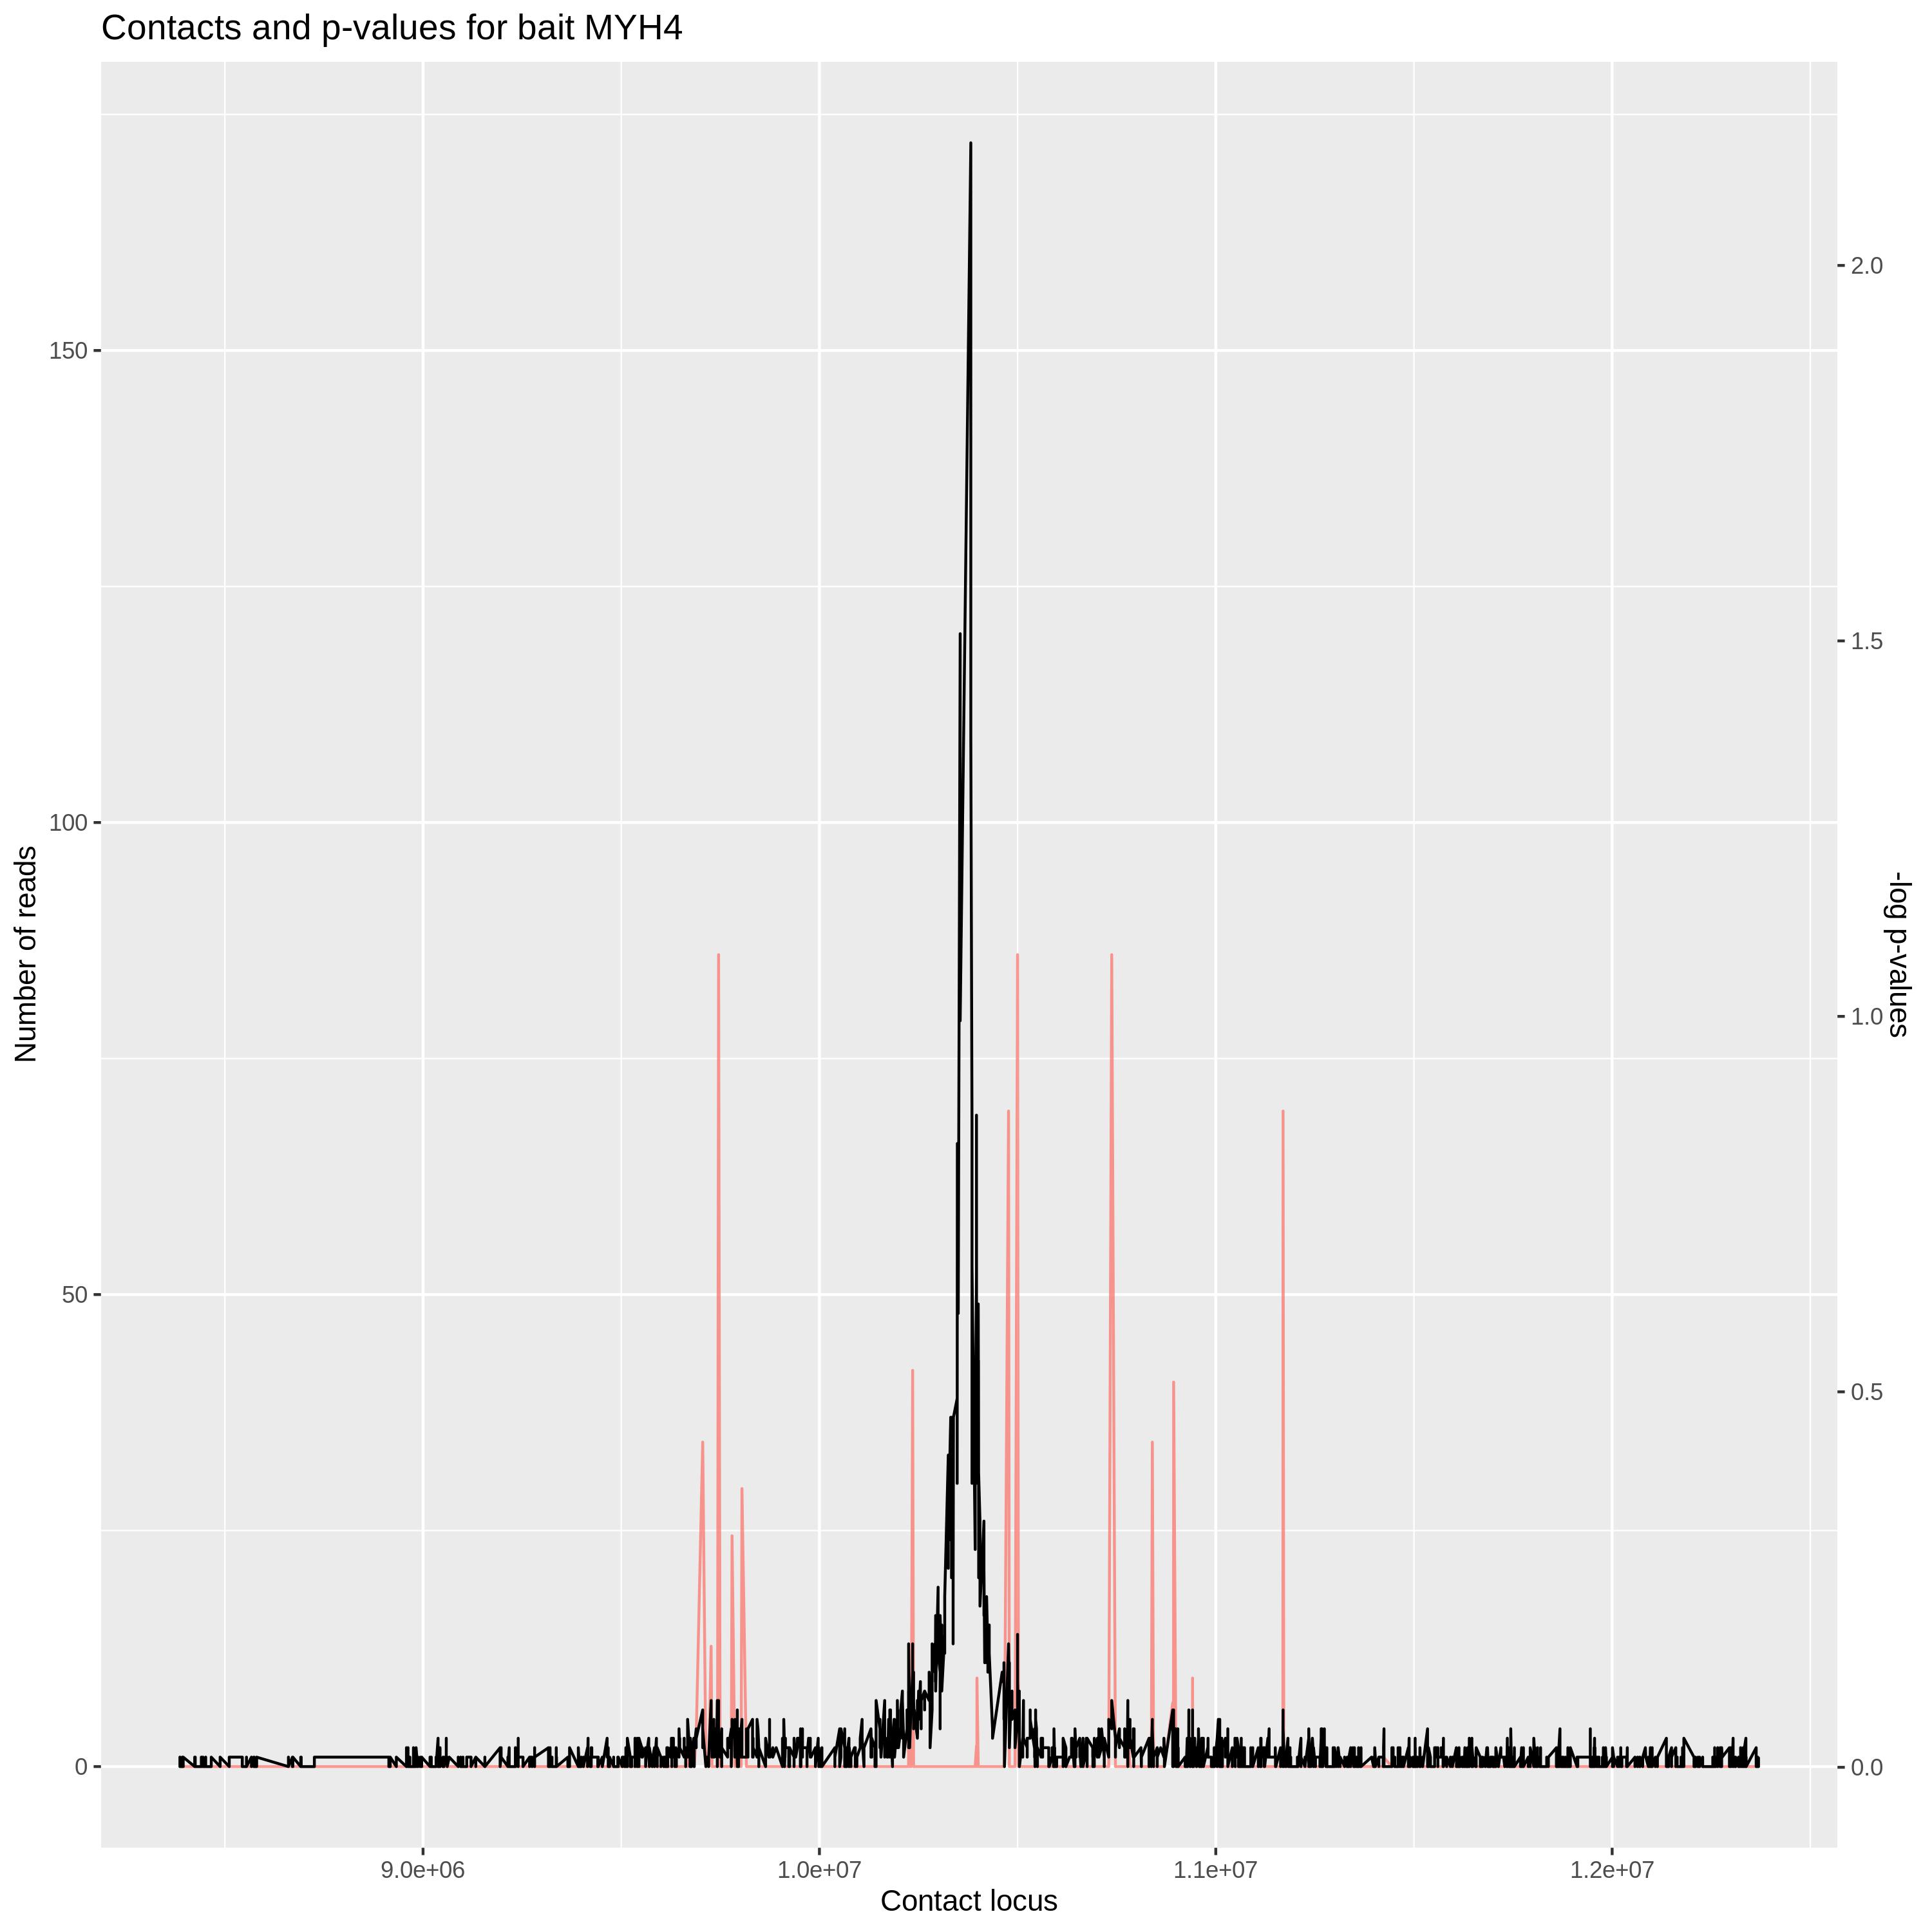 Contacts and p-values for bait MYH4
150
100
50
0
Number of reads
2.0
1.5
1.0
0.5
0.0
-log p-values
9.0e+06
1.0e+07
1.1e+07
1.2e+07
Contact locus